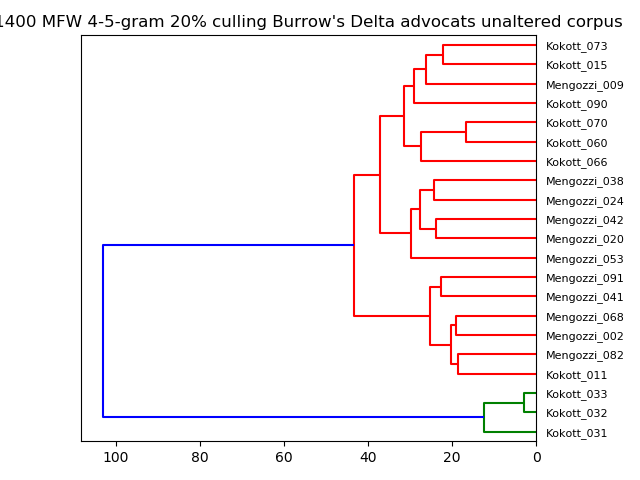 1400 MFW 4-5-gram 20% culling Burrow's Delta advocats unaltered corpus
Kokott_073
Kokott_015
Mengozzi_009
Kokott_090
Kokott_070
Kokott_060
Kokott_066
Mengozzi_038
Mengozzi_024
Mengozzi_042
Mengozzi_020
Mengozzi_053
Mengozzi_091
Mengozzi_041
Mengozzi_068
Mengozzi_002
Mengozzi_082
Kokott_011
Kokott_033
Kokott_032
Kokott_031
100 80 60 40 20 0